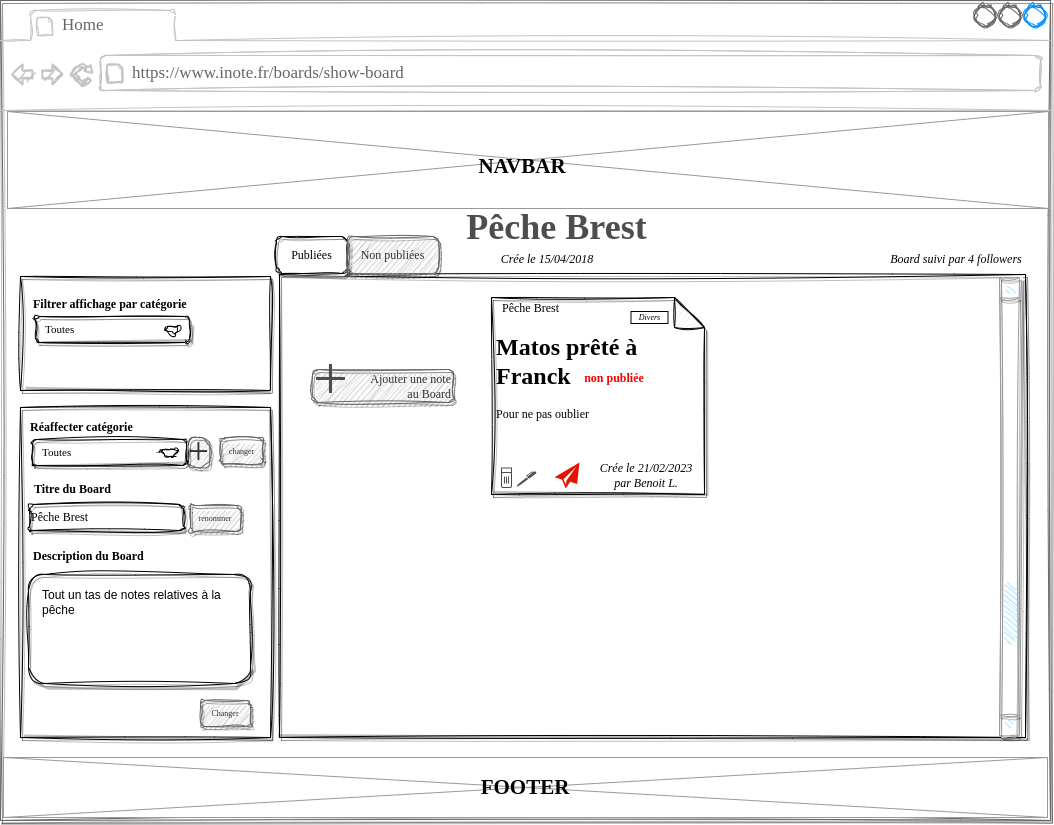 Home
https://www.inote.fr/boards/show-board
NAVBAR
Pêche Brest
Publiées
Non publiées
Crée le 15/04/2018
Board suivi par 4 followers
Filtrer affichage par catégorie
Toutes
Réaffecter catégorie
Toutes
changer
Titre du Board
Pêche Brest
renommer
Description du Board
Tout un tas de notes relatives à la
pêche
Changer
Ajouter une note
au Board
Pêche Brest
Divers
Matos prêté à
Franck non publiée
Pour ne pas oublier
Crée le 21/02/2023
par Benoit L.
FOOTER